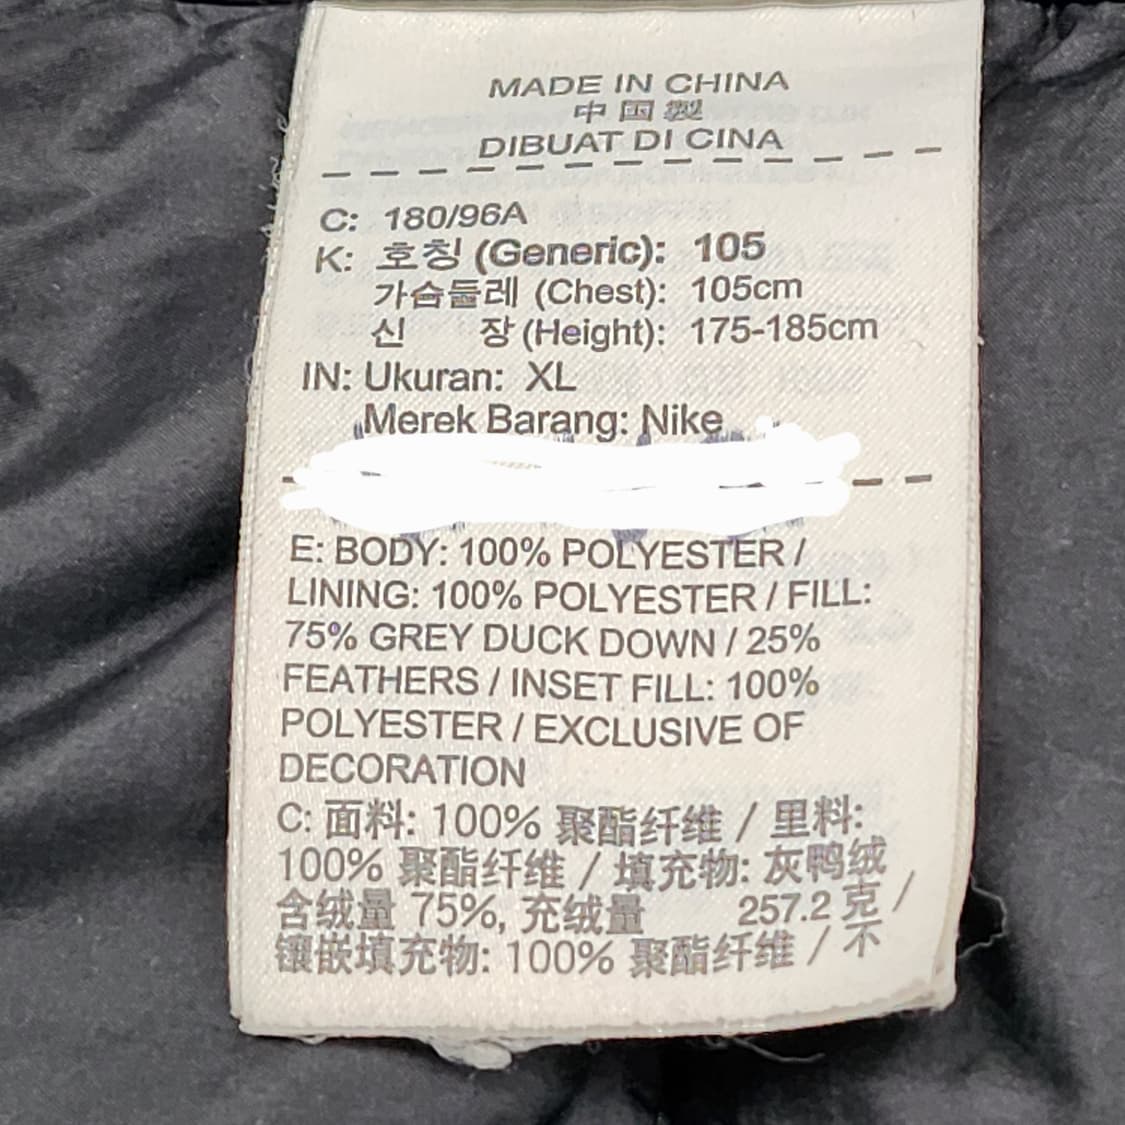 MADE IN CHINA
中国製
DIBUAT DI CINA
C: 180/96A
K: 호칭 (Generic): 105
가슴둘레 (Chest): 105cm
신 장 (Height): 175-185cm
IN: Ukuran: XL
Merek Barang: Nike
E: BODY: 100% POLYESTER /
LINING: 100% POLYESTER / FILL:
75% GREY DUCK DOWN / 25%
FEATHERS / INSET FILL: 100%
POLYESTER / EXCLUSIVE OF
DECORATION
C: 面料: 100% 聚酯纤维 / 里料:
100% 聚酯纤维 / 填充物: 灰鸭绒
含绒量 75%, 充绒量 257.2 克 /
镶嵌填充物: 100% 聚酯纤维 / 不